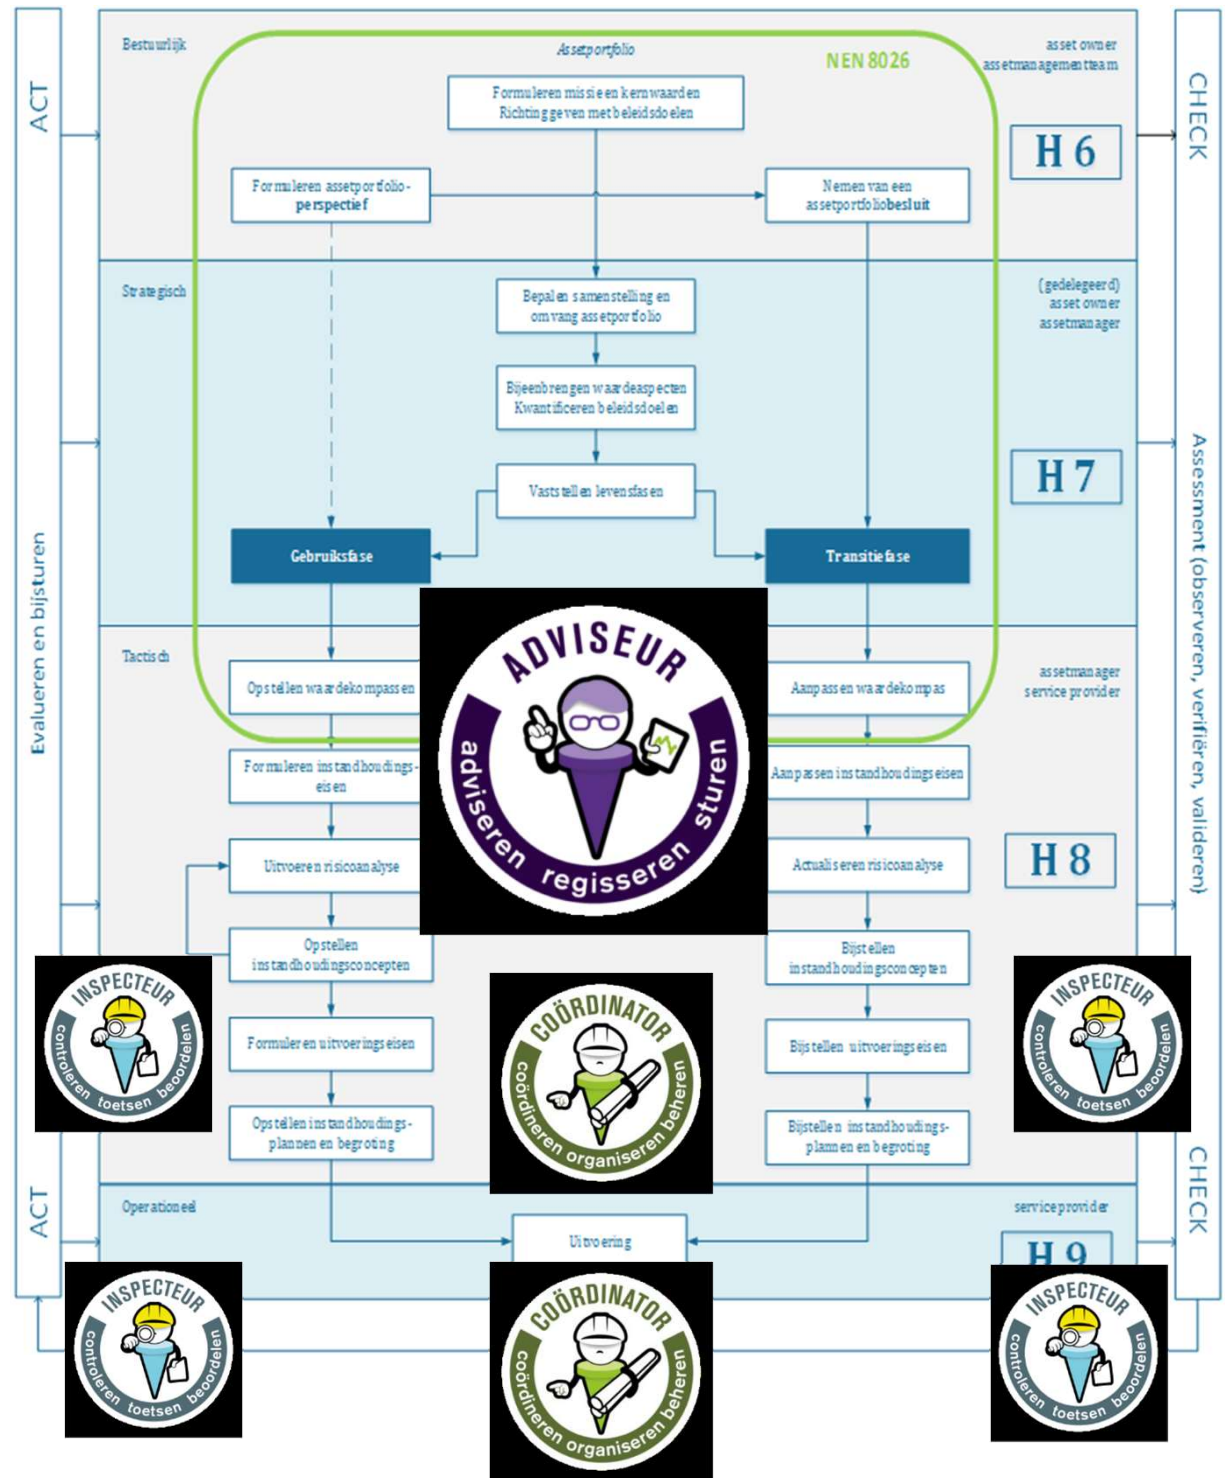 ACT
Evalueren en bijsturen
ACT
Bestuurlijk
Assetportfolio
NEN 8026
asset owner
assetmanagementteam
Formuleren missie en kernwaarden
Richting geven met beleidsdoelen
H 6
Formuleren assetportfolio-
perspectief
Nemen van een
assetportfoliobesluit
Strategisch
(gedelegeerd)
asset owner
assetmanager
Bepalen samenstelling en
omvang assetportfolio
Bijeenbrengen waardeaspecten
Kwantificeren beleidsdoelen
H 7
Vaststellen levensfasen
Gebruiksfase
Transitiefase
Tactisch
assetmanager
service provider
Opstellen waardekompassen
Aanpassen waardekompas
ADVISEUR
adviseren regisseren sturen
Formuleren instandhoudings-
eisen
Aanpassen instandhoudingseisen
Uitvoeren risicoanalyse
Actualiseren risicoanalyse
H 8
Opstellen
instandhoudingsconcepten
Bijstellen
instandhoudingsconcepten
INSPECTEUR
controleren toetsen beoordelen
COÖRDINATOR
coördineren organiseren beheren
INSPECTEUR
controleren toetsen beoordelen
Formuleren uitvoeringseisen
Bijstellen uitvoeringseisen
Opstellen instandhoudings-
plannen en begroting
Bijstellen instandhoudings-
plannen en begroting
Operationeel
service provider
Uitvoering
H 9
INSPECTEUR
controleren toetsen beoordelen
COÖRDINATOR
coördineren organiseren beheren
INSPECTEUR
controleren toetsen beoordelen
CHECK
Assessment (observeren, verifiëren, valideren)
CHECK